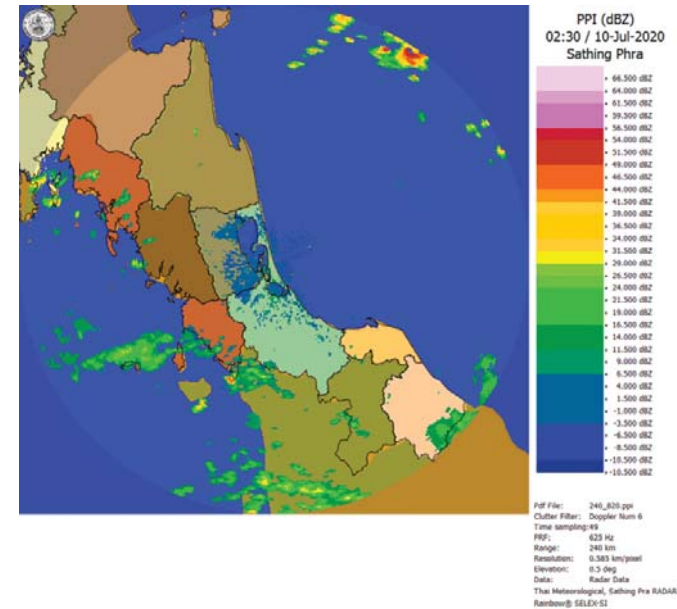 PPI (dBZ)
02:30 / 10-Jul-2020
Sathing Phra
66.500 dBZ
64.000 dBZ
61.500 dBZ
59.500 dBZ
56.500 dBZ
54.000 dBZ
51.500 dBZ
49.000 dBZ
46.500 dBZ
44.000 dBZ
41.500 dBZ
39.000 dBZ
36.500 dBZ
34.000 dBZ
31.500 dBZ
29.000 dBZ
26.500 dBZ
24.000 dBZ
21.500 dBZ
19.000 dBZ
16.500 dBZ
14.000 dBZ
11.500 dBZ
9.000 dBZ
6.500 dBZ
4.000 dBZ
1.500 dBZ
-1.000 dBZ
-3.500 dBZ
-6.500 dBZ
-8.500 dBZ
-10.500 dBZ
-10.500 dBZ
Pdf File: 240_820.ppi
Clutter Filter: Doppler Num 6
Time sampling:49
PRF: 625 Hz
Range: 240 km
Resolution: 0.585 km/pixel
Elevation: 0.5 deg
Data: Radar Data
Thai Meteorological, Sathing Pra RADAR
Rainbow® SELEX-SI